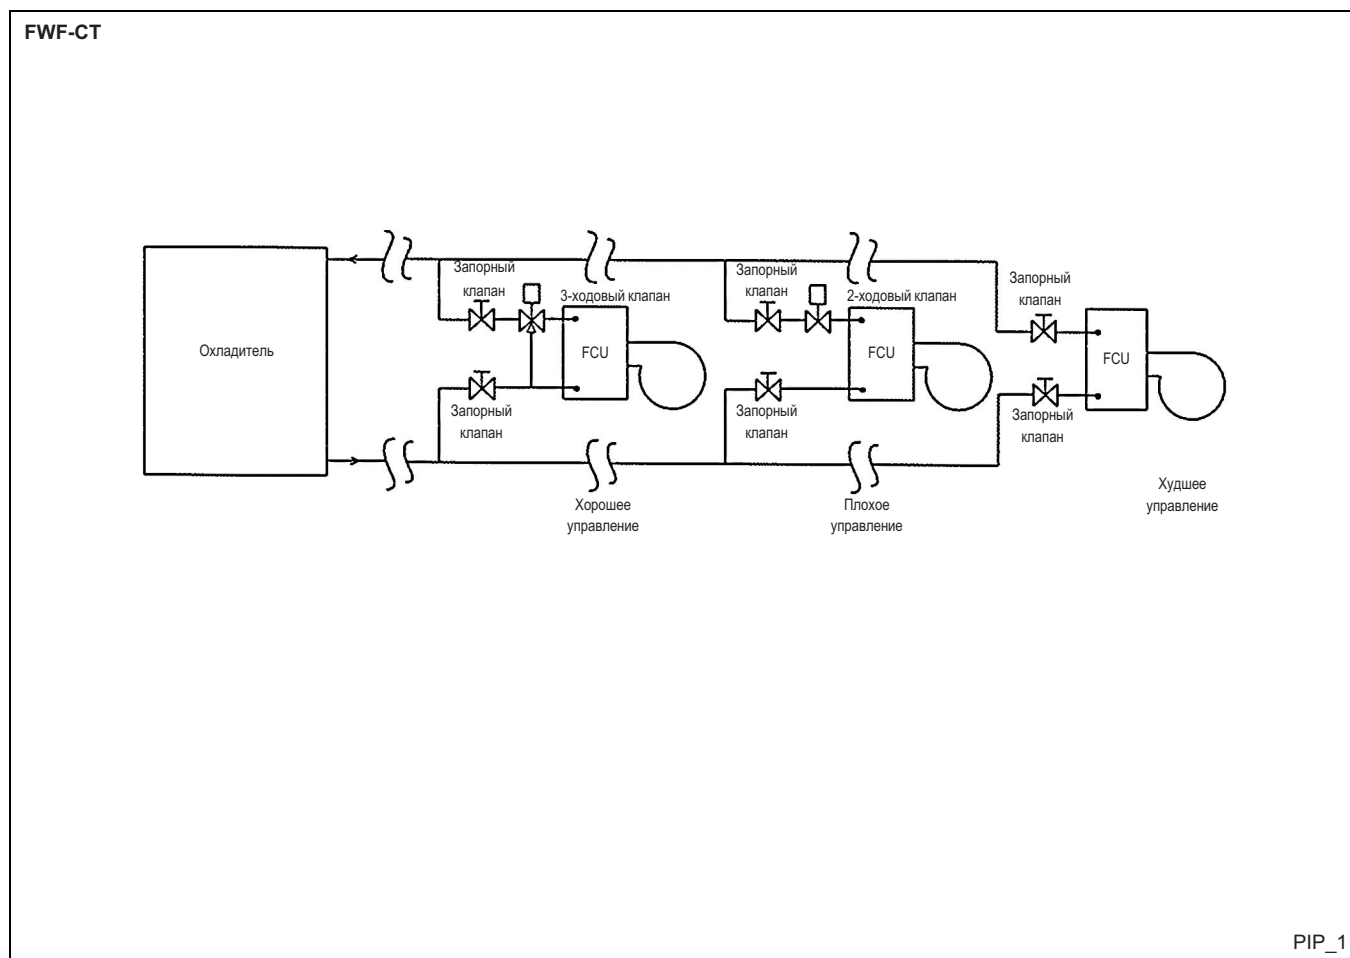 FWF-CT
Запорный
клапан
3-ходовый клапан
Запорный
клапан
2-ходовый клапан
Запорный
клапан
Охладитель
FCU
FCU
FCU
Запорный
клапан
Запорный
клапан
Запорный
клапан
Хорошее
управление
Плохое
управление
Худшее
управление
PIP_1